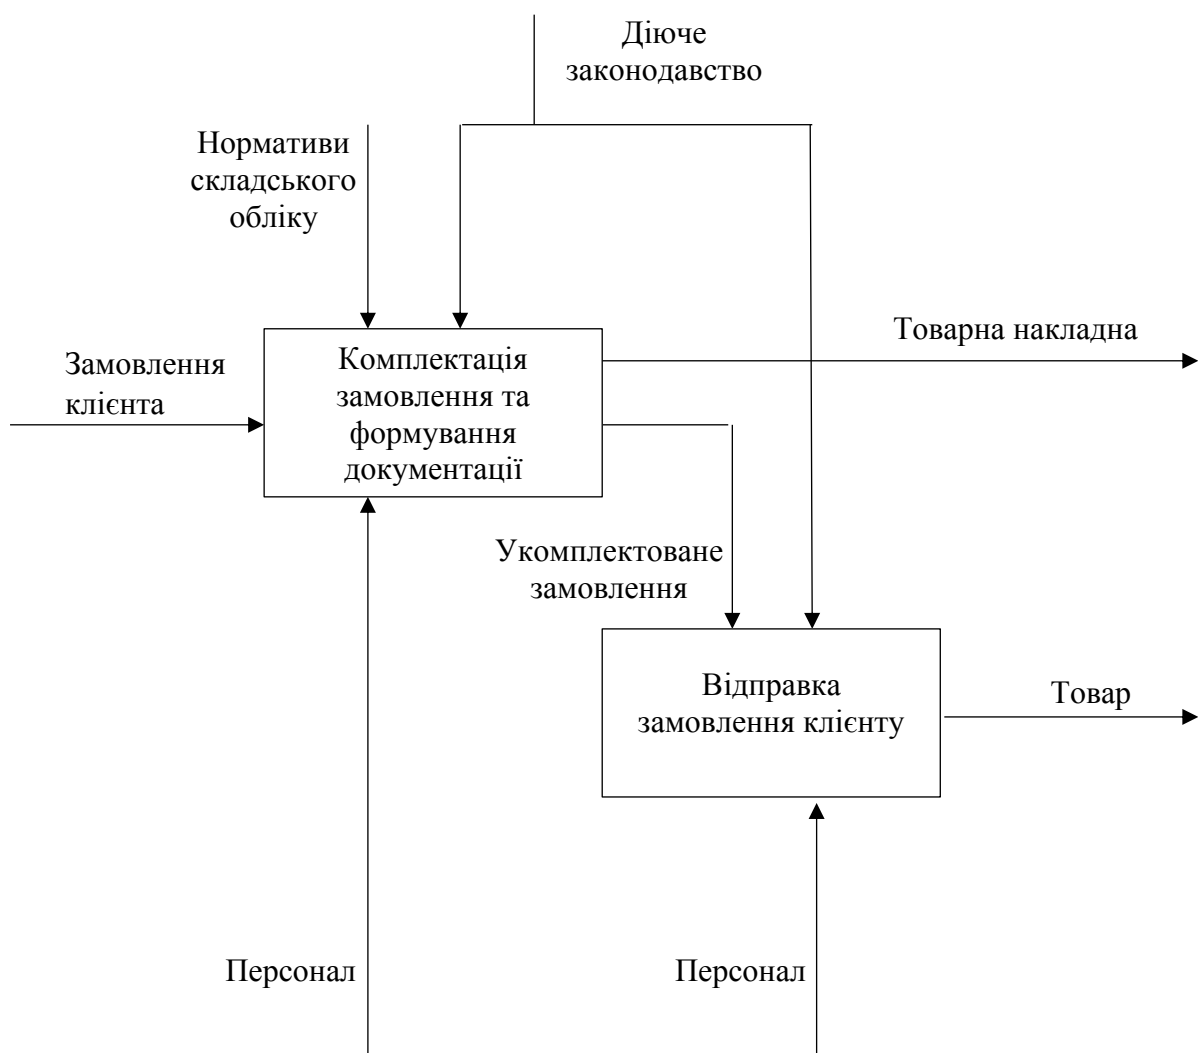 Діюче
законодавство
Нормативи
складського
обліку
Товарна накладна
Замовлення
клієнта
Комплектація
замовлення та
формування
документації
Укомплектоване
замовлення
Відправка
замовлення клієнту
Товар
Персонал
Персонал